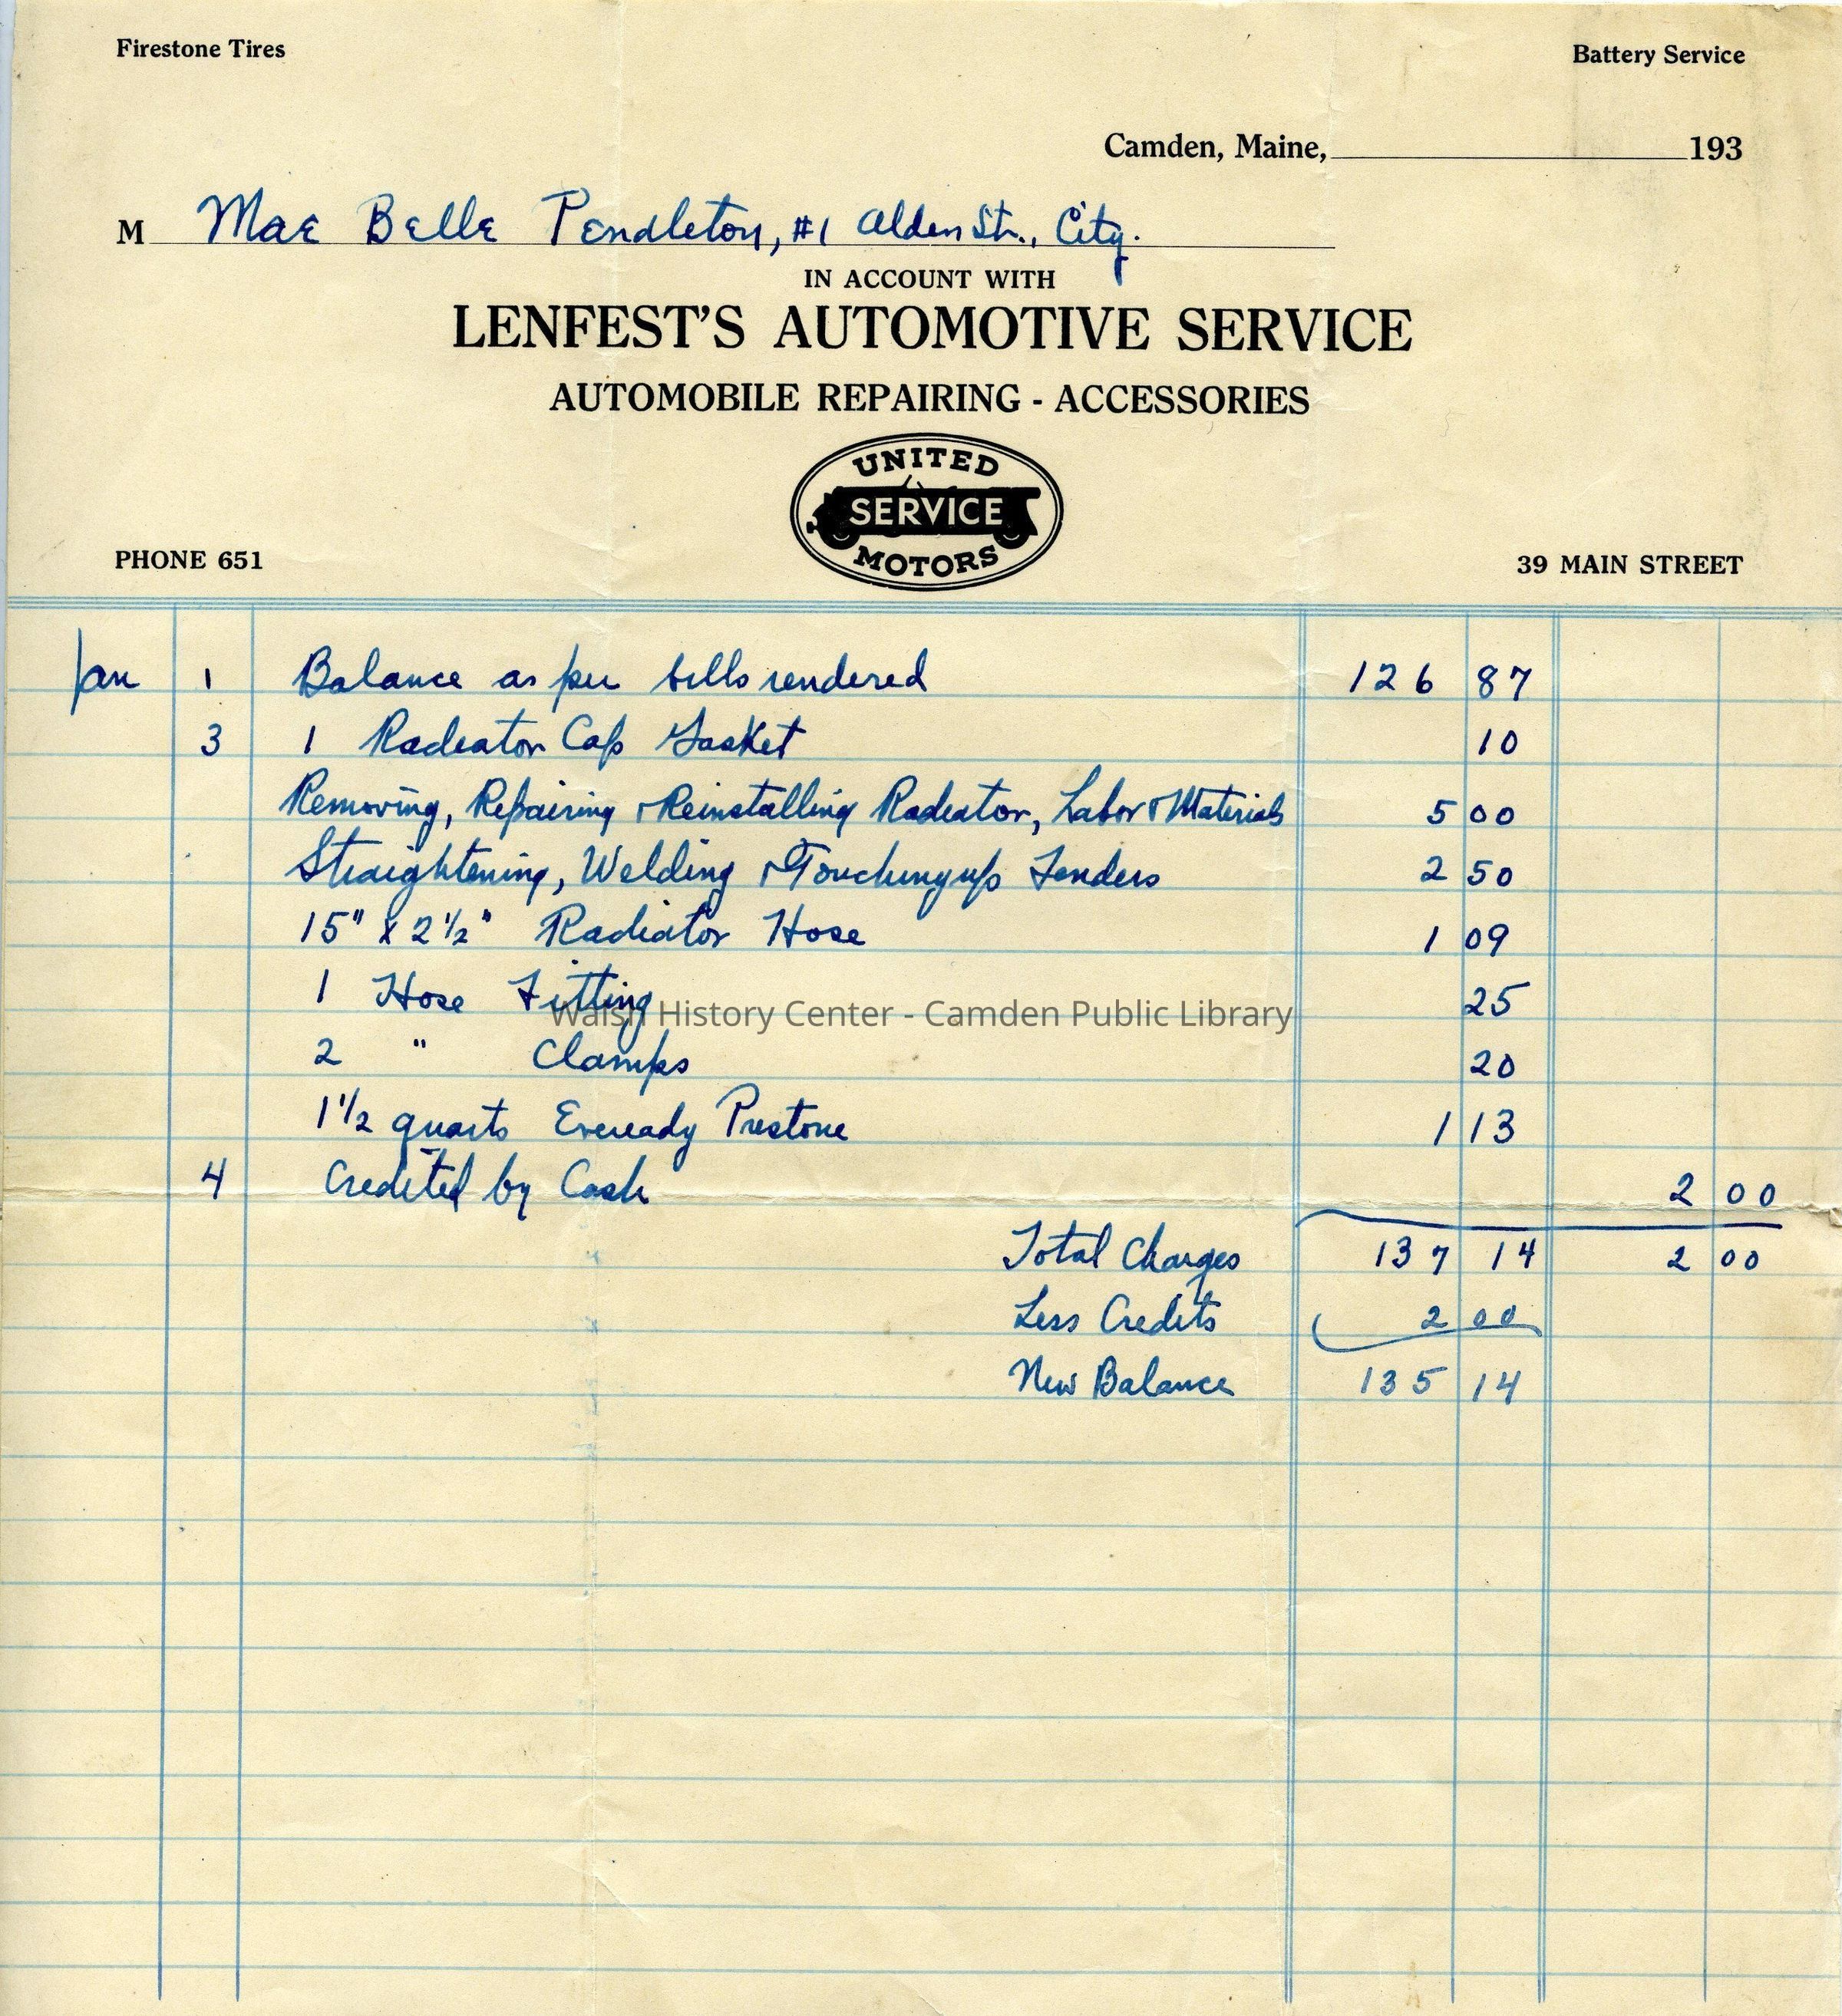 Firestone Tires Battery Service
Camden, Maine, 193
M Mae Belle Pendleton, #1 Alden Str., City.
IN ACCOUNT WITH
LENFEST'S AUTOMOTIVE SERVICE
AUTOMOBILE REPAIRING - ACCESSORIES
UNITED
SERVICE
MOTORS
PHONE 651 39 MAIN STREET
Jan 1 Balance as per bills rendered 126 87
3 1 Radiator Cap Gasket 10
Removing, Repairing & Reinstalling Radiator, Labor & Materials 5 00
Straightening, Welding & Touching up Fenders 2 50
15" x 2 1/2" Radiator Hose 1 09
1 Hose Fitting 25
Walsh History Center - Camden Public Library
2 " Clamps 20
1 1/2 quarts Eveready Prestone 1 13
4 Credited by Cash 2 00
Total Charges 137 14 2 00
Less Credits 2 00
New Balance 135 14